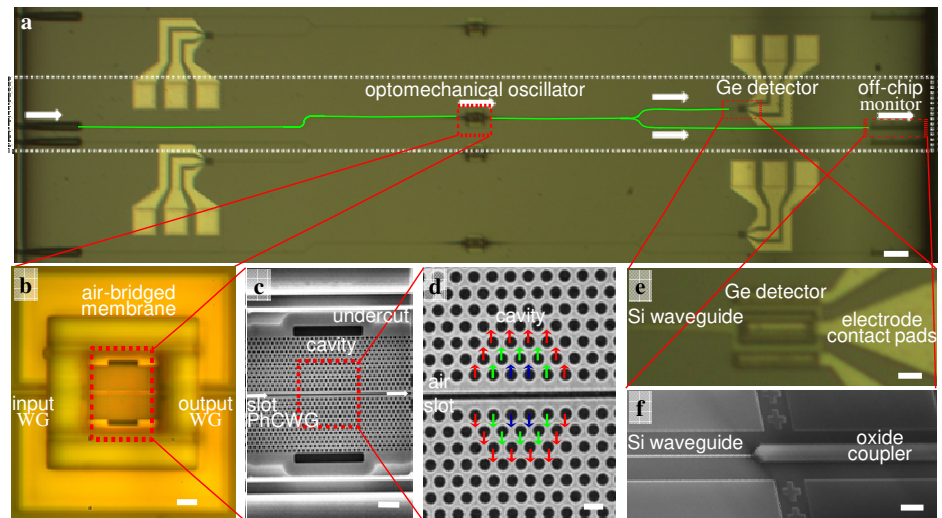 a
optomechanical oscillator
Ge detector
off-chip
monitor
b
air-bridged
membrane
input
WG
output
WG
c
undercut
cavity
slot
PhCWG
d
cavity
air
slot
e
Ge detector
Si waveguide
electrode
contact pads
f
Si waveguide
oxide
coupler